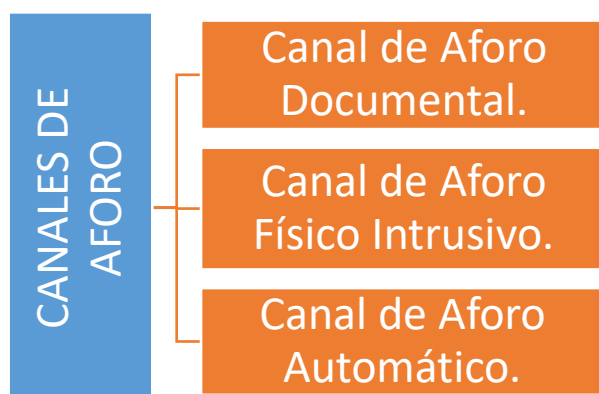 CANALES DE
AFORO
Canal de Aforo
Documental.
Canal de Aforo
Físico Intrusivo.
Canal de Aforo
Automático.